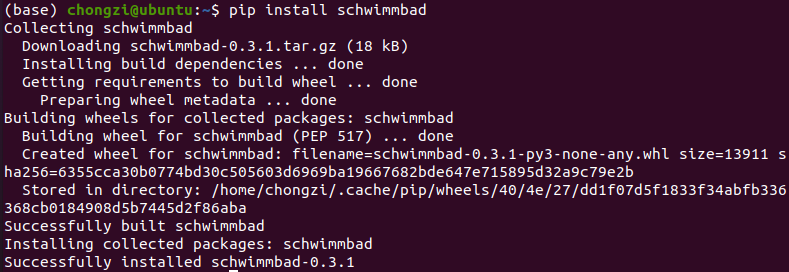 (base) chongzi@ubuntu:~$ pip install schwimmbad
Collecting schwimmbad
  Downloading schwimmbad-0.3.1.tar.gz (18 kB)
  Installing build dependencies ... done
  Getting requirements to build wheel ... done
    Preparing wheel metadata ... done
Building wheels for collected packages: schwimmbad
  Building wheel for schwimmbad (PEP 517) ... done
  Created wheel for schwimmbad: filename=schwimmbad-0.3.1-py3-none-any.whl size=13911 s
ha256=6355cca30b0774bd30c505603d6969ba19667682bde647e715895d32a9c79e2b
  Stored in directory: /home/chongzi/.cache/pip/wheels/40/4e/27/dd1f07d5f1833f34abfb336
368cb0184908d5b7445d2f86aba
Successfully built schwimmbad
Installing collected packages: schwimmbad
Successfully installed schwimmbad-0.3.1